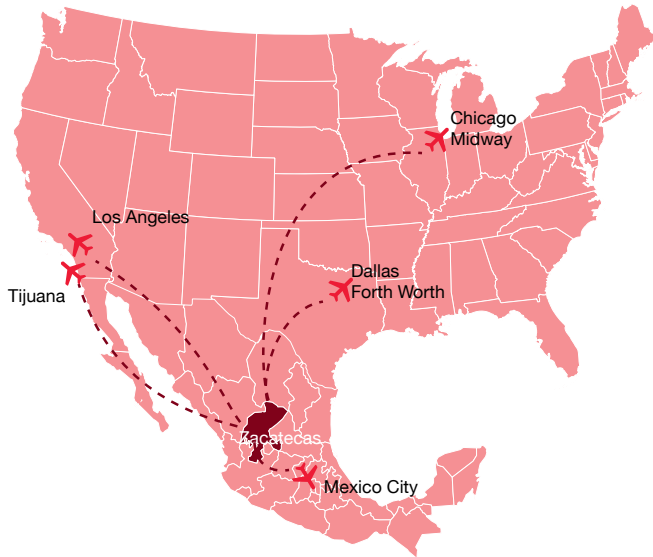 Chicago
Midway
Los Angeles
Dallas
Forth Worth
Tijuana
Zacatecas
Mexico City